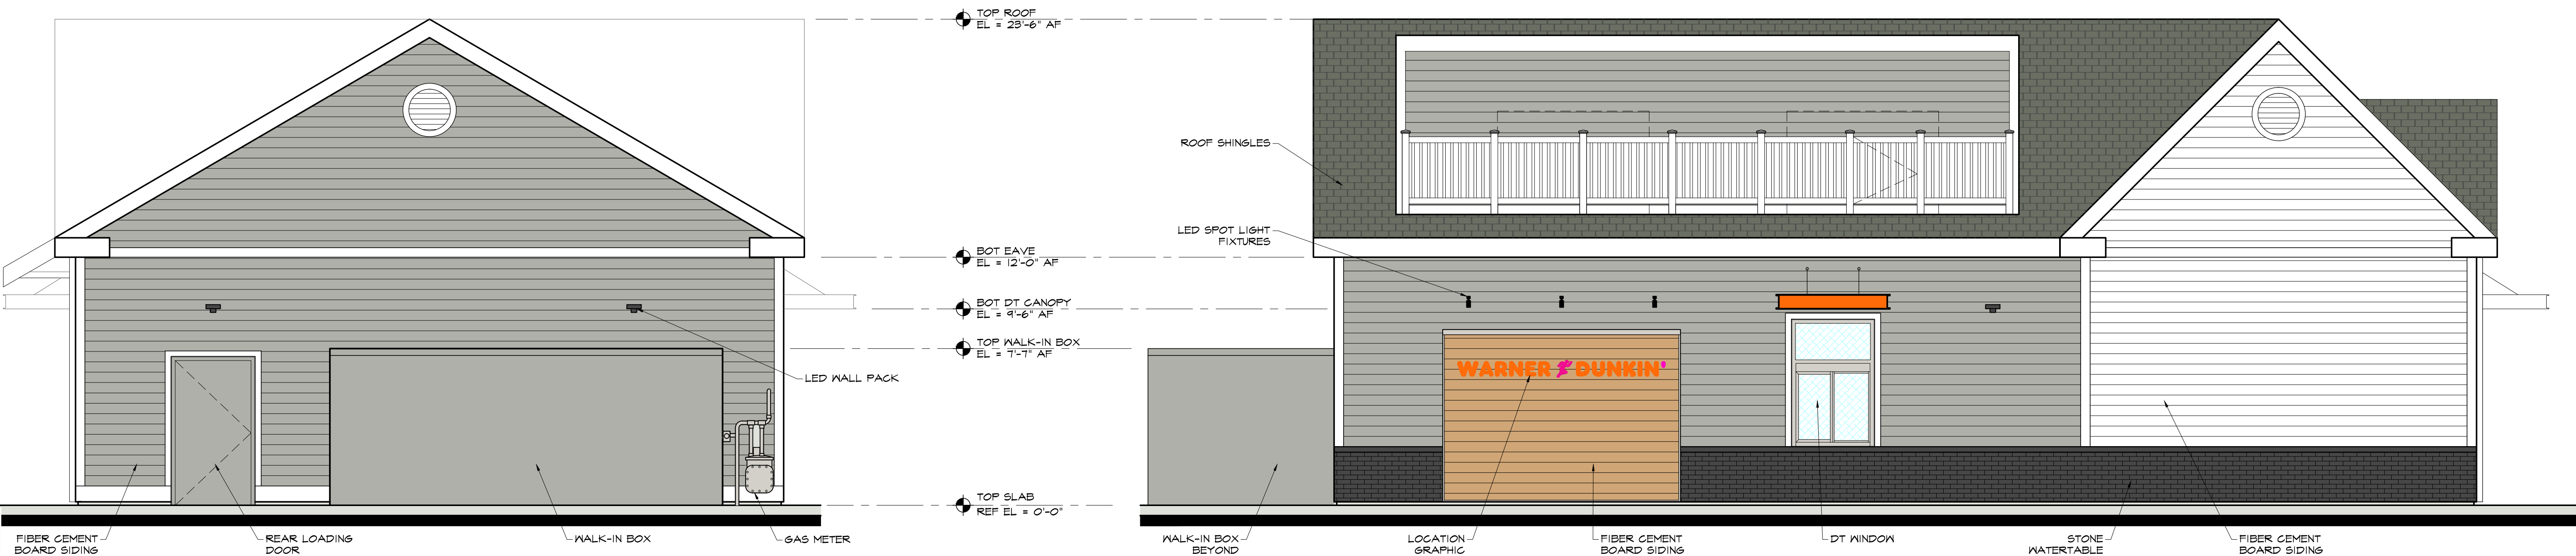 TOP ROOF
EL = 23'-6" AF
ROOF SHINGLES
LED SPOT LIGHT
FIXTURES
BOT EAVE
EL = 12'-0" AF
BOT DT CANOPY
EL = 9'-6" AF
TOP WALK-IN BOX
EL = 7'-7" AF
LED WALL PACK
WARNER DUNKIN'
TOP SLAB
REF EL = 0'-0"
FIBER CEMENT
BOARD SIDING
REAR LOADING
DOOR
WALK-IN BOX
GAS METER
WALK-IN BOX
BEYOND
LOCATION
GRAPHIC
FIBER CEMENT
BOARD SIDING
DT WINDOW
STONE
WATERTABLE
FIBER CEMENT
BOARD SIDING